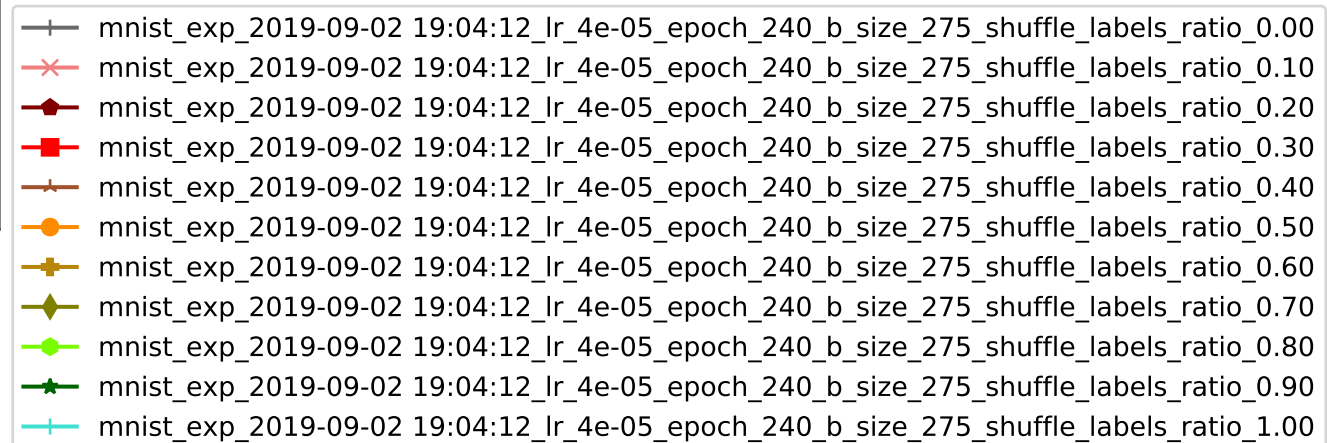 mnist_exp_2019-09-02 19:04:12_lr_4e-05_epoch_240_b_size_275_shuffle_labels_ratio_0.00
mnist_exp_2019-09-02 19:04:12_lr_4e-05_epoch_240_b_size_275_shuffle_labels_ratio_0.10
mnist_exp_2019-09-02 19:04:12_lr_4e-05_epoch_240_b_size_275_shuffle_labels_ratio_0.20
mnist_exp_2019-09-02 19:04:12_lr_4e-05_epoch_240_b_size_275_shuffle_labels_ratio_0.30
mnist_exp_2019-09-02 19:04:12_lr_4e-05_epoch_240_b_size_275_shuffle_labels_ratio_0.40
mnist_exp_2019-09-02 19:04:12_lr_4e-05_epoch_240_b_size_275_shuffle_labels_ratio_0.50
mnist_exp_2019-09-02 19:04:12_lr_4e-05_epoch_240_b_size_275_shuffle_labels_ratio_0.60
mnist_exp_2019-09-02 19:04:12_lr_4e-05_epoch_240_b_size_275_shuffle_labels_ratio_0.70
mnist_exp_2019-09-02 19:04:12_lr_4e-05_epoch_240_b_size_275_shuffle_labels_ratio_0.80
mnist_exp_2019-09-02 19:04:12_lr_4e-05_epoch_240_b_size_275_shuffle_labels_ratio_0.90
mnist_exp_2019-09-02 19:04:12_lr_4e-05_epoch_240_b_size_275_shuffle_labels_ratio_1.00